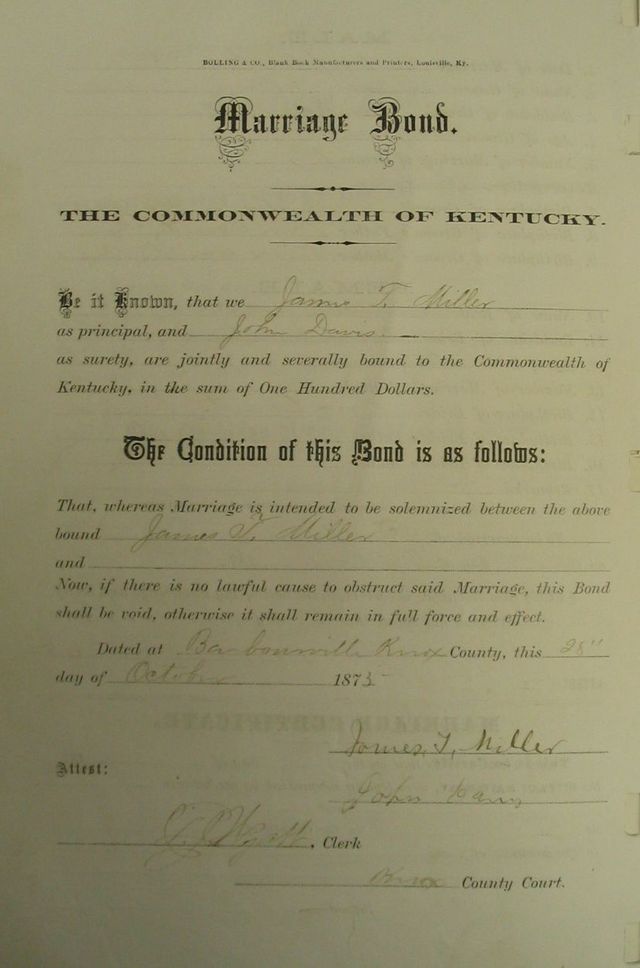 BOLLING & CO., Blank Book Manufacturers and Printers, Louisville, Ky.
Marriage Bond.
THE COMMONWEALTH OF KENTUCKY.
Be it Known, that we James T. Miller
as principal, and John Davis
as surety, are jointly and severally bound to the Commonwealth of
Kentucky, in the sum of One Hundred Dollars.
The Condition of this Bond is as follows:
That, whereas Marriage is intended to be solemnized between the above
bound James T. Miller
and
Now, if there is no lawful cause to obstruct said Marriage, this Bond
shall be void, otherwise it shall remain in full force and effect.
Dated at Barbourville Knox County, this 28"
day of October 1875
James, T, Miller
Attest:
John
, Clerk
Knox County Court.